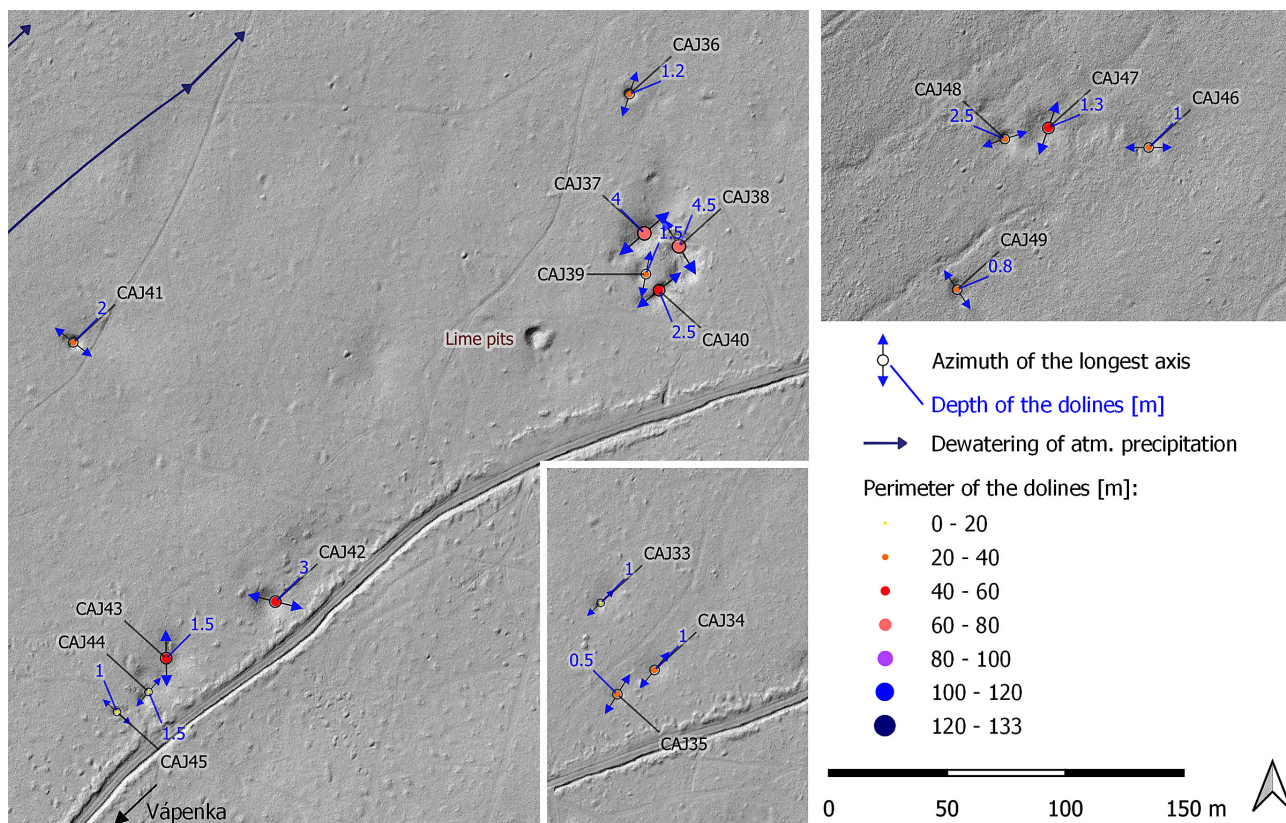 CAJ36
1.2
CAJ37
4
CAJ38
4.5
1.5
CAJ39
2.5
CAJ40
CAJ41
2
Lime pits
CAJ42
3
CAJ43
1.5
CAJ44
1
1.5
CAJ45
Vápenka
CAJ33
1
CAJ34
1
0.5
CAJ35
CAJ48
2.5
CAJ47
1.3
CAJ46
1
CAJ49
0.8
Azimuth of the longest axis
Depth of the dolines [m]
Dewatering of atm. precipitation
Perimeter of the dolines [m]:
0 - 20
20 - 40
40 - 60
60 - 80
80 - 100
100 - 120
120 - 133
0 50 100 150 m